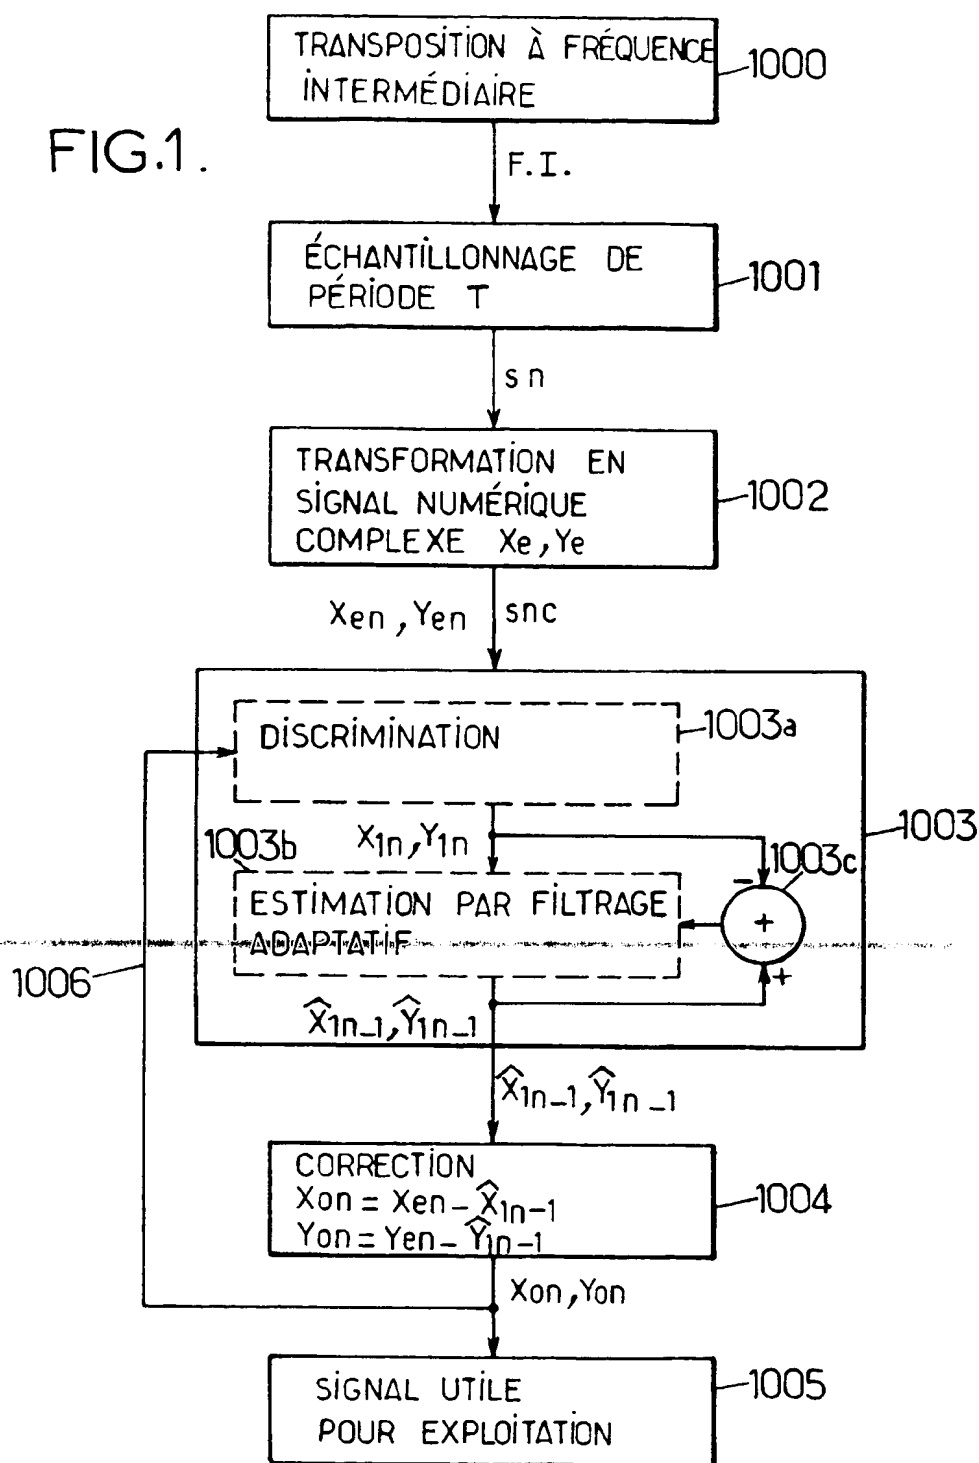 TRANSPOSITION À FRÉQUENCE
INTERMÉDIAIRE
1000
FIG.1.
F.I.
ÉCHANTILLONNAGE DE
PÉRIODE T
1001
sn
TRANSFORMATION EN
SIGNAL NUMÉRIQUE
COMPLEXE Xe,Ye
1002
Xen,Yen snc
DISCRIMINATION
1003a
X1n,Y1n
1003
1003b
1003c
-
ESTIMATION PAR FILTRAGE
ADAPTATIF
+
+
1006
X̂1n-1,Ŷ1n-1
X̂1n-1,Ŷ1n-1
CORRECTION
Xon = Xen - X̂1n-1
Yon = Yen - Ŷ1n-1
1004
Xon,Yon
SIGNAL UTILE
POUR EXPLOITATION
1005